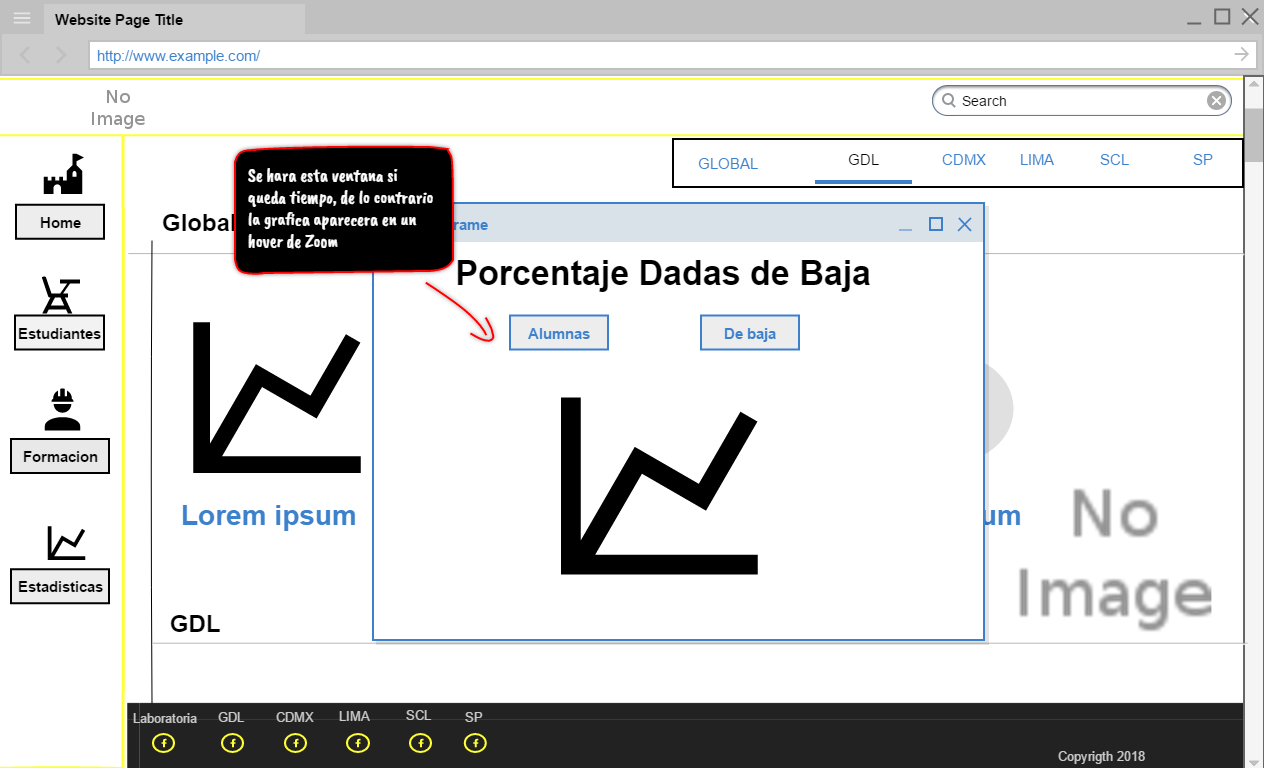 Website Page Title
http://www.example.com/
No
Image
Search
GLOBAL
GDL
CDMX
LIMA
SCL
SP
Home
Estudiantes
Formacion
Estadisticas
Global
Se hara esta ventana si
queda tiempo, de lo contrario
la grafica aparecera en un
hover de Zoom
rame
Porcentaje Dadas de Baja
Alumnas
De baja
Lorem ipsum
um
No
Image
GDL
Laboratoria
GDL
CDMX
LIMA
SCL
SP
Copyrigth 2018